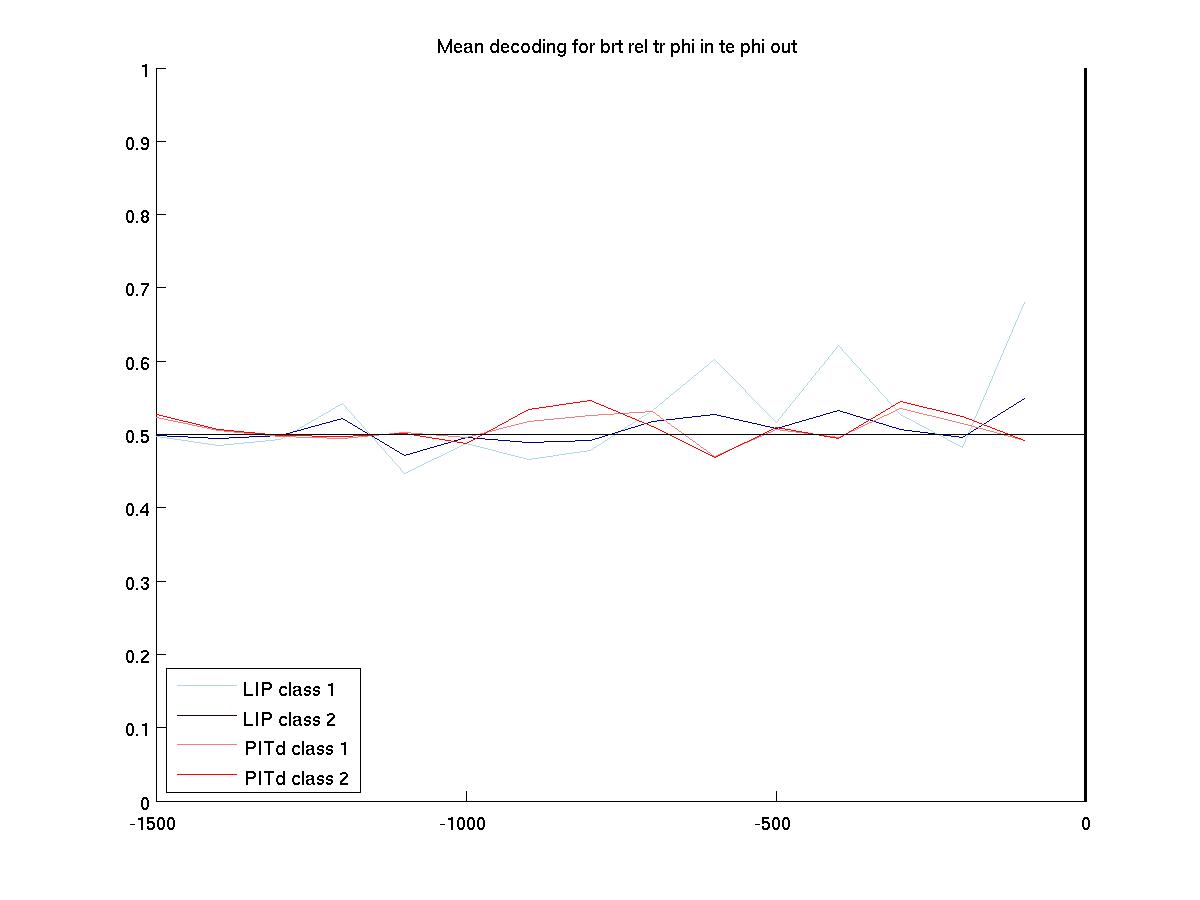 Mean decoding for brt rel tr phi in te phi out
1
0.9
0.8
0.7
0.6
0.5
0.4
0.3
0.2
0.1
0
LIP class 1
LIP class 2
PITd class 1
PITd class 2
-1500 -1000 -500 0